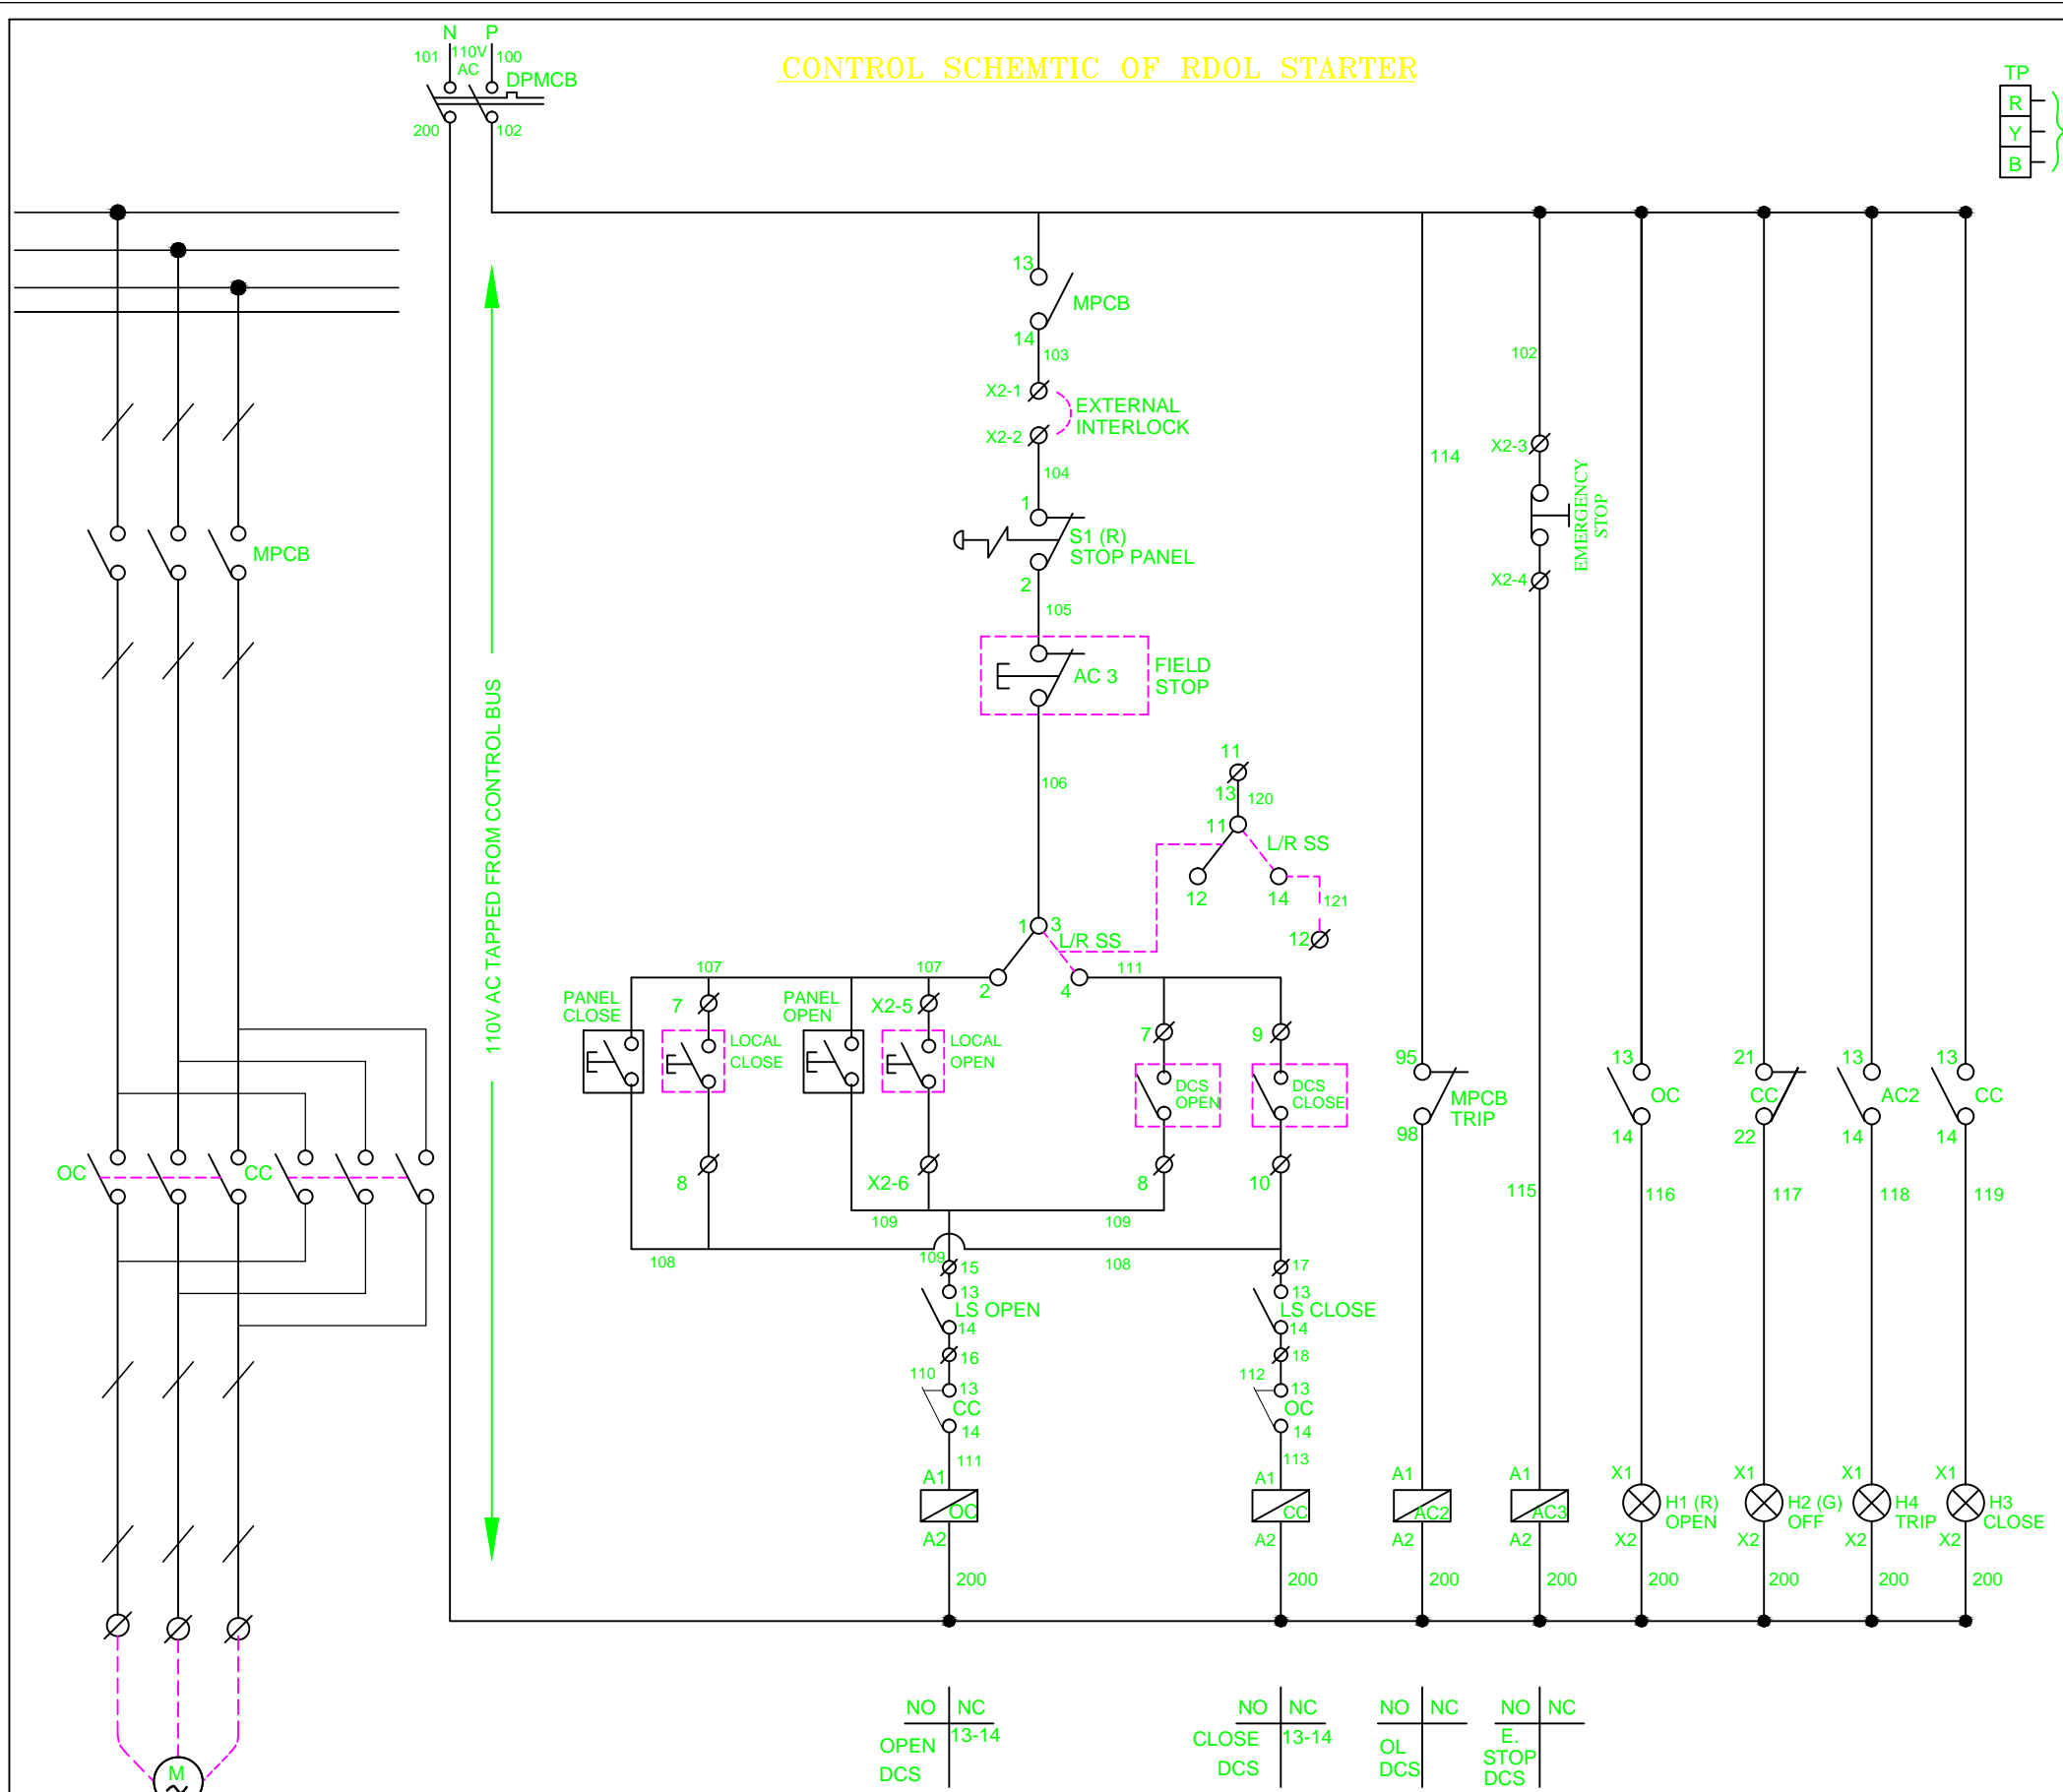 N P
101 110V 100
AC
DPMCB
200 102
CONTROL SCHEMTIC OF RDOL STARTER
TP
R
Y
B
13
MPCB
14
103
X2-1
EXTERNAL
INTERLOCK
X2-2
104
1
S1 (R)
STOP PANEL
2
105
AC 3
FIELD
STOP
106
11
13 120
11
L/R SS
12 14
121
12
1 3
L/R SS
2 4
111
102
114
X2-3
EMERGENCY
STOP
X2-4
MPCB
110V AC TAPPED FROM CONTROL BUS
107 107
PANEL
CLOSE
7
LOCAL
CLOSE
8
PANEL
OPEN
X2-5
LOCAL
OPEN
X2-6
7
DCS
OPEN
8
9
DCS
CLOSE
10
109 109
108 108
109
15
13
LS OPEN
14
16
110
13
CC
14
111
A1
OC
A2
200
17
13
LS CLOSE
14
18
112
13
OC
14
113
A1
CC
A2
200
95
MPCB
TRIP
98
A1
AC2
A2
200
115
A1
AC3
A2
200
13
OC
14
116
X1
H1 (R)
OPEN
X2
200
21
CC
22
117
X1
H2 (G)
OFF
X2
200
13
AC2
14
118
X1
H4
TRIP
X2
200
13
CC
14
119
X1
H3
CLOSE
X2
200
OC CC
M
NO NC
13-14
OPEN
DCS
NO NC
CLOSE 13-14
DCS
NO NC
OL
DCS
NO NC
E.
STOP
DCS